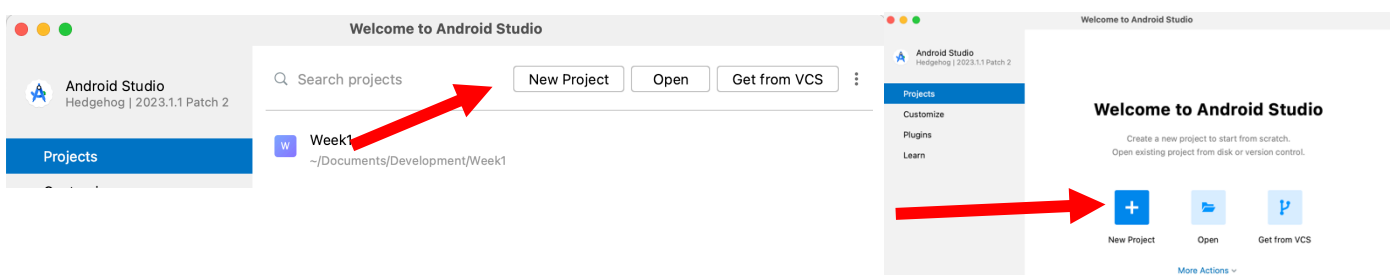 Welcome to Android Studio
Android Studio
Hedgehog | 2023.1.1 Patch 2
Search projects
New Project
Open
Get from VCS
Projects
W
Week1
~/Documents/Development/Week1
Welcome to Android Studio
Android Studio
Hedgehog | 2023.1.1 Patch 2
Projects
Customize
Plugins
Learn
Welcome to Android Studio
Create a new project to start from scratch.
Open existing project from disk or version control.
New Project
Open
Get from VCS
More Actions